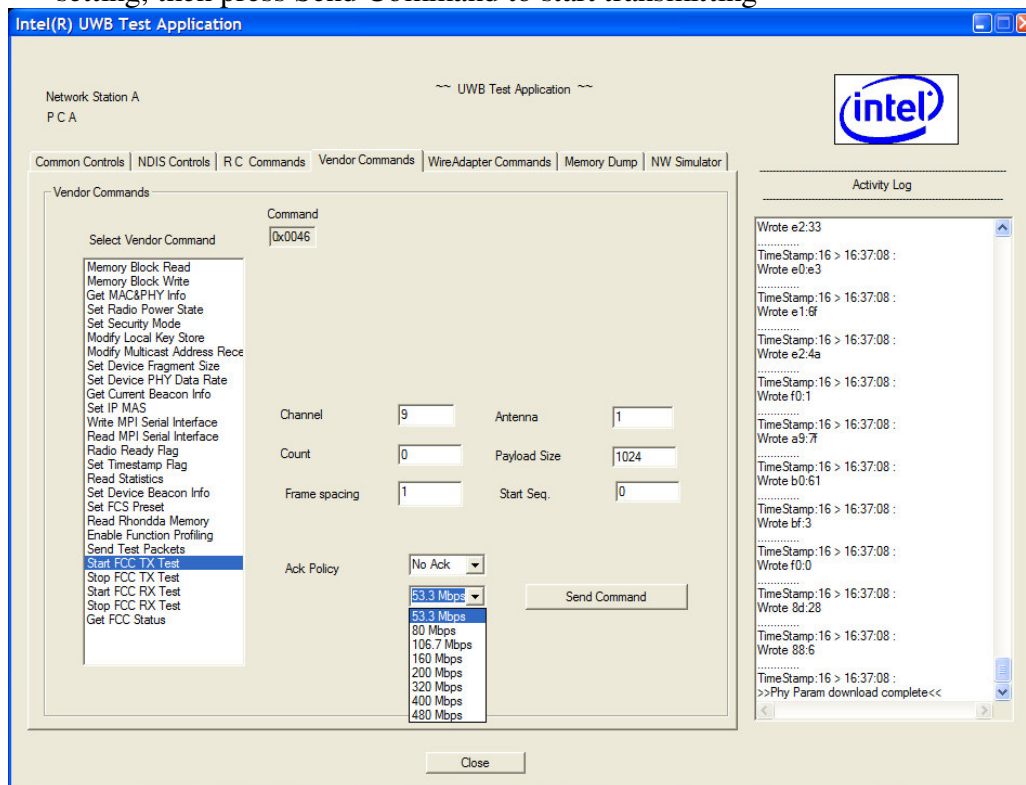 setting, then press Send Command to start transmitting
Intel(R) UWB Test Application
Network Station A
P C A
~~ UWB Test Application ~~
intel
Common Controls NDIS Controls R C Commands Vendor Commands WireAdapter Commands Memory Dump NW Simulator
Vendor Commands
Command
0x0046
Select Vendor Command
Memory Block Read
Memory Block Write
Get MAC&PHY Info
Set Radio Power State
Set Security Mode
Modify Local Key Store
Modify Multicast Address Rece
Set Device Fragment Size
Set Device PHY Data Rate
Get Current Beacon Info
Set IP MAS
Write MPI Serial Interface
Read MPI Serial Interface
Radio Ready Flag
Set Timestamp Flag
Read Statistics
Set Device Beacon Info
Set FCS Preset
Read Rhondda Memory
Enable Function Profiling
Send Test Packets
Start FCC TX Test
Stop FCC TX Test
Start FCC RX Test
Stop FCC RX Test
Get FCC Status
Channel 9 Antenna 1
Count 0 Payload Size 1024
Frame spacing 1 Start Seq. 0
Ack Policy No Ack
53.3 Mbps
Send Command
53.3 Mbps
80 Mbps
106.7 Mbps
160 Mbps
200 Mbps
320 Mbps
400 Mbps
480 Mbps
Close
Activity Log
Wrote e2:33
.............
TimeStamp:16 > 16:37:08 :
Wrote e0:e3
.............
TimeStamp:16 > 16:37:08 :
Wrote e1:6f
.............
TimeStamp:16 > 16:37:08 :
Wrote e2:4a
.............
TimeStamp:16 > 16:37:08 :
Wrote f0:1
.............
TimeStamp:16 > 16:37:08 :
Wrote a9:7f
.............
TimeStamp:16 > 16:37:08 :
Wrote b0:61
.............
TimeStamp:16 > 16:37:08 :
Wrote bf:3
.............
TimeStamp:16 > 16:37:08 :
Wrote f0:0
.............
TimeStamp:16 > 16:37:08 :
Wrote 8d:28
.............
TimeStamp:16 > 16:37:08 :
Wrote 88:6
.............
TimeStamp:16 > 16:37:08 :
>>Phy Param download complete<<